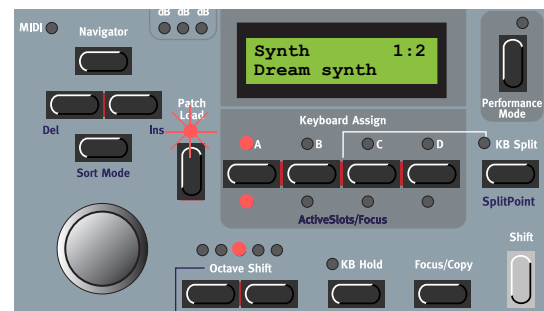 dB dB dB
MIDI
Navigator
Synth 1:2
Dream synth
Patch
Load
Performance
Mode
Keyboard Assign
Del
Ins
A
B
C
D
KB Split
Sort Mode
SplitPoint
ActiveSlots/Focus
Shift
Octave Shift
KB Hold
Focus/Copy